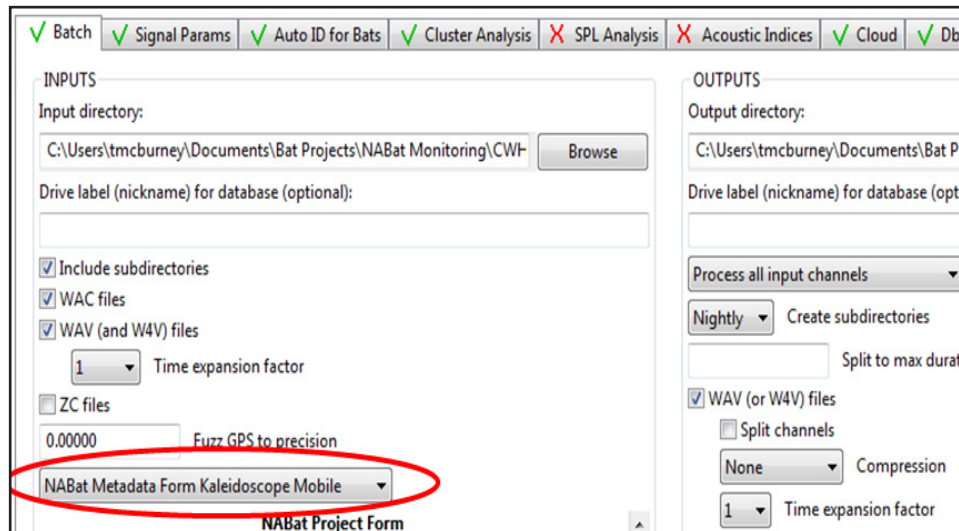 Batch Signal Params Auto ID for Bats Cluster Analysis SPL Analysis Acoustic Indices Cloud Db
INPUTS
Input directory:
C:\Users\tmcburney\Documents\Bat Projects\NABat Monitoring\CWH
Browse
Drive label (nickname) for database (optional):
Include subdirectories
WAC files
WAV (and W4V) files
1 Time expansion factor
ZC files
0.00000 Fuzz GPS to precision
NABat Metadata Form Kaleidoscope Mobile
NABat Project Form
OUTPUTS
Output directory:
C:\Users\tmcburney\Documents\Bat P
Drive label (nickname) for database (opt
Process all input channels
Nightly Create subdirectories
Split to max durat
WAV (or W4V) files
Split channels
None Compression
1 Time expansion factor